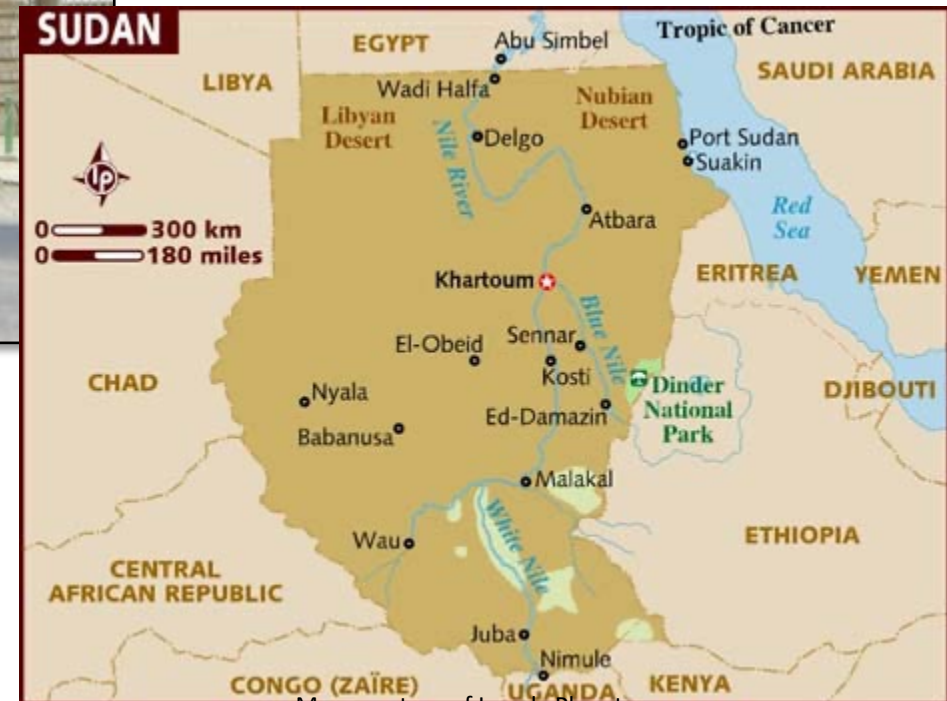 SUDAN
EGYPT
Abu Simbel
Tropic of Cancer
LIBYA
SAUDI ARABIA
Wadi Halfa
Libyan
Desert
Nubian
Desert
Nile River
Delgo
Port Sudan
Suakin
lp
0 300 km
0 180 miles
Atbara
Red
Sea
Khartoum
ERITREA
YEMEN
Blue Nile
El-Obeid
Sennar
Kosti
CHAD
Nyala
Dinder
National
Park
DJIBOUTI
Babanusa
Ed-Damazin
Malakal
Wau
White Nile
ETHIOPIA
CENTRAL
AFRICAN REPUBLIC
Juba
Nimule
CONGO (ZAÏRE)
UGANDA
KENYA